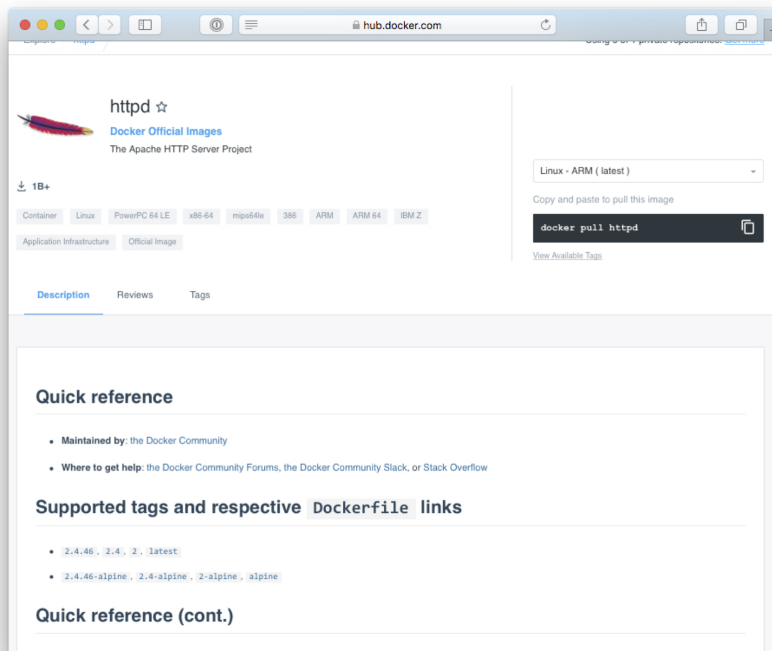 hub.docker.com
httpd
Docker Official Images
The Apache HTTP Server Project
1B+
Container Linux PowerPC 64 LE x86-64 mips64le 386 ARM ARM 64 IBM Z
Application Infrastructure Official Image
Linux - ARM ( latest )
Copy and paste to pull this image
docker pull httpd
View Available Tags
Description Reviews Tags
Quick reference
• Maintained by: the Docker Community
• Where to get help: the Docker Community Forums, the Docker Community Slack, or Stack Overflow
Supported tags and respective Dockerfile links
• 2.4.46, 2.4, 2, latest
• 2.4.46-alpine, 2.4-alpine, 2-alpine, alpine
Quick reference (cont.)